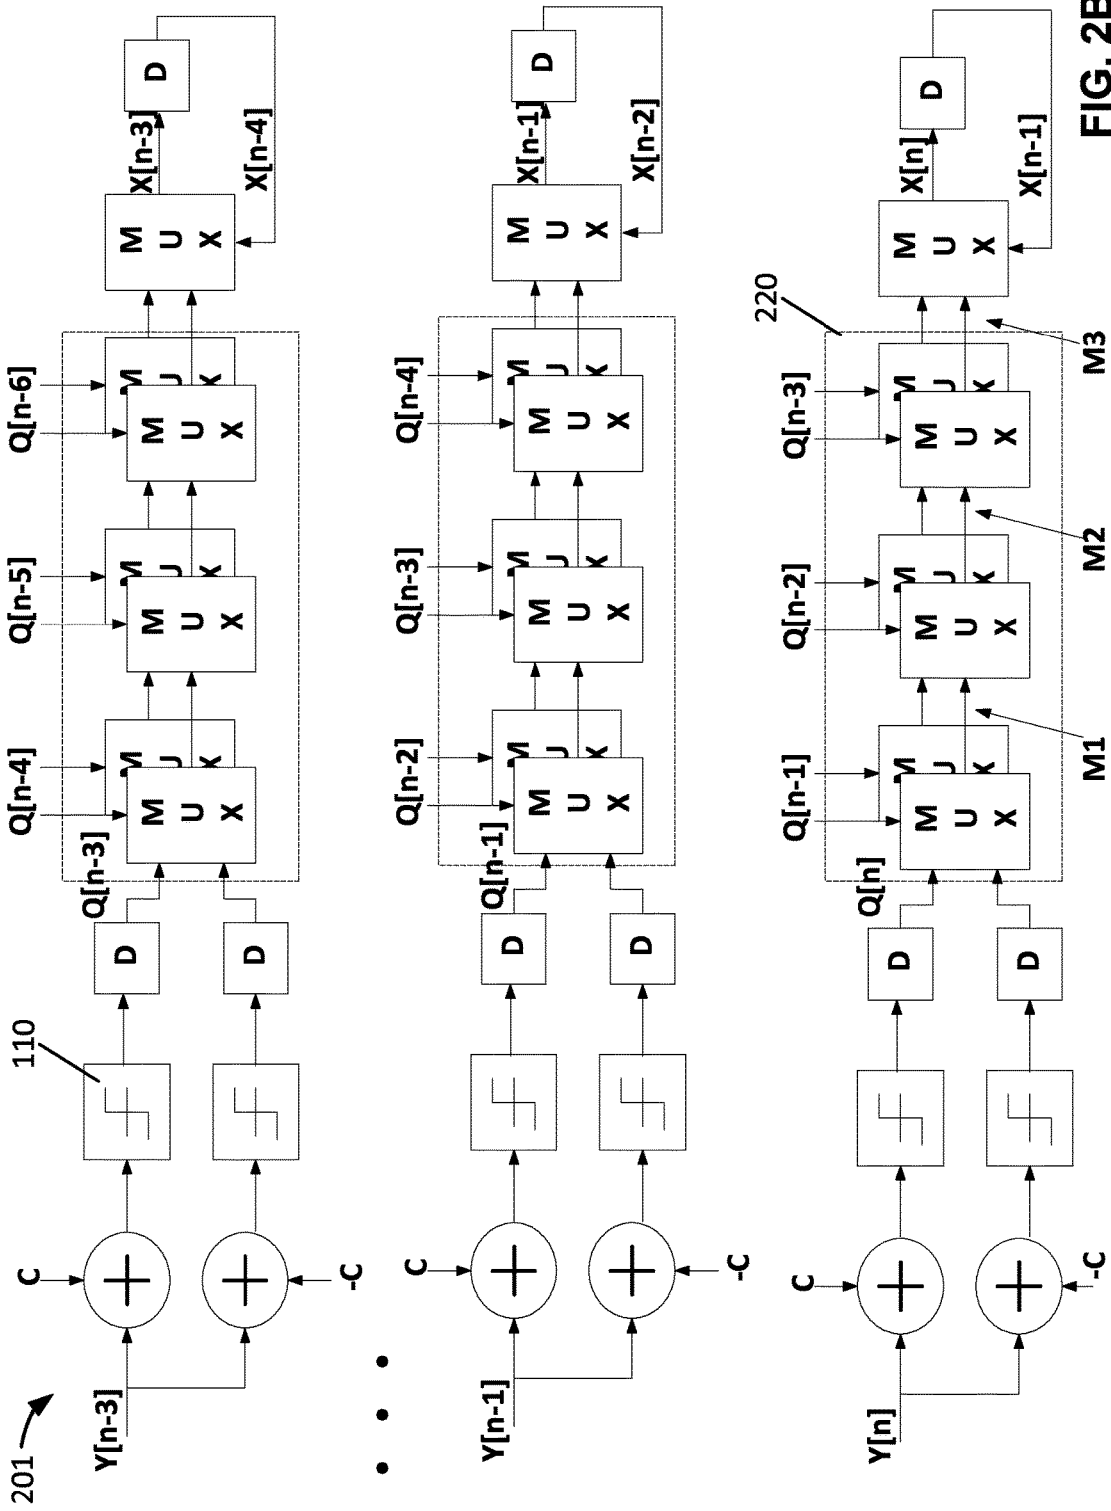 201
C
110
Q[n-4]
Q[n-5]
Q[n-6]
Y[n-3]
+
D
Q[n-3]
M
U
X
M
U
X
M
U
X
M
U
X
X[n-3]
D
+
D
-C
X[n-4]
• • •
C
Q[n-2]
Q[n-3]
Q[n-4]
Y[n-1]
+
D
Q[n-1]
M
U
X
M
U
X
M
U
X
M
U
X
X[n-1]
D
+
D
-C
X[n-2]
220
C
Q[n-1]
Q[n-2]
Q[n-3]
Y[n]
+
D
Q[n]
M
U
X
M
U
X
M
U
X
M
U
X
X[n]
D
+
D
-C
X[n-1]
M1
M2
M3
FIG. 2B